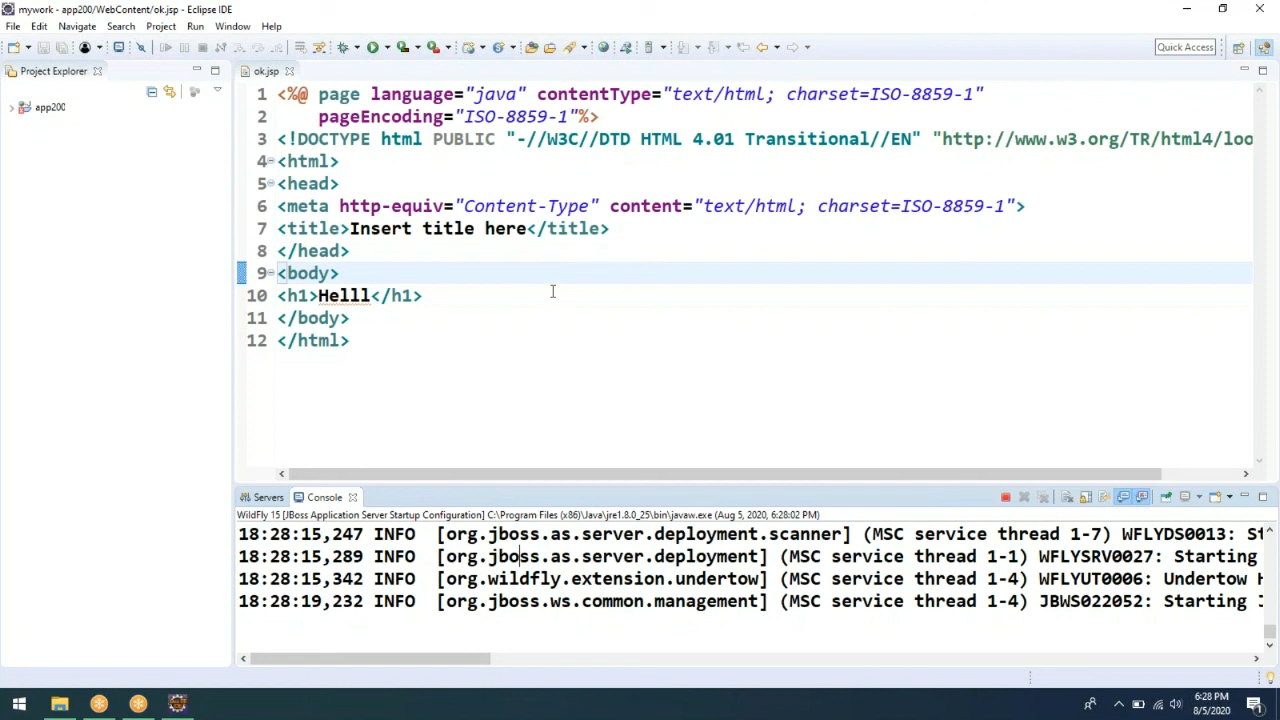 mywork - app200/WebContent/ok.jsp - Eclipse IDE
File Edit Navigate Search Project Run Window Help
Quick Access
Project Explorer
ok.jsp
app200
1 <%@ page language="java" contentType="text/html; charset=ISO-8859-1"
2 pageEncoding="ISO-8859-1"%>
3 <!DOCTYPE html PUBLIC "-//W3C//DTD HTML 4.01 Transitional//EN" "http://www.w3.org/TR/html4/loo
4 <html>
5 <head>
6 <meta http-equiv="Content-Type" content="text/html; charset=ISO-8859-1">
7 <title>Insert title here</title>
8 </head>
9 <body>
10 <h1>Helll</h1>
11 </body>
12 </html>
Servers Console
WildFly 15 [JBoss Application Server Startup Configuration] C:\Program Files (x86)\Java\jre1.8.0_25\bin\javaw.exe (Aug 5, 2020, 6:28:02 PM)
18:28:15,247 INFO [org.jboss.as.server.deployment.scanner] (MSC service thread 1-7) WFLYDS0013: St
18:28:15,289 INFO [org.jboss.as.server.deployment] (MSC service thread 1-1) WFLYSRV0027: Starting
18:28:15,342 INFO [org.wildfly.extension.undertow] (MSC service thread 1-4) WFLYUT0006: Undertow H
18:28:19,232 INFO [org.jboss.ws.common.management] (MSC service thread 1-4) JBWS022052: Starting J
6:28 PM
8/5/2020